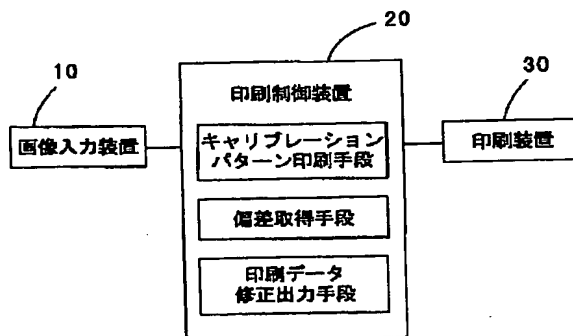 20
10
30
印刷制御装置
画像入力装置
キャリブレーション
パターン印刷手段
印刷装置
偏差取得手段
印刷データ
修正出力手段